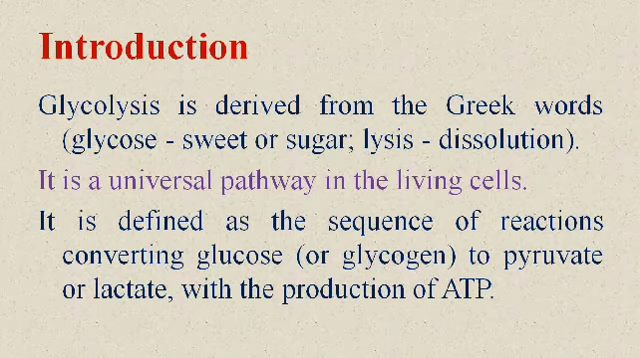 Introduction
Glycolysis is derived from the Greek words
(glycose - sweet or sugar; lysis - dissolution).
It is a universal pathway in the living cells.
It is defined as the sequence of reactions
converting glucose (or glycogen) to pyruvate
or lactate, with the production of ATP.